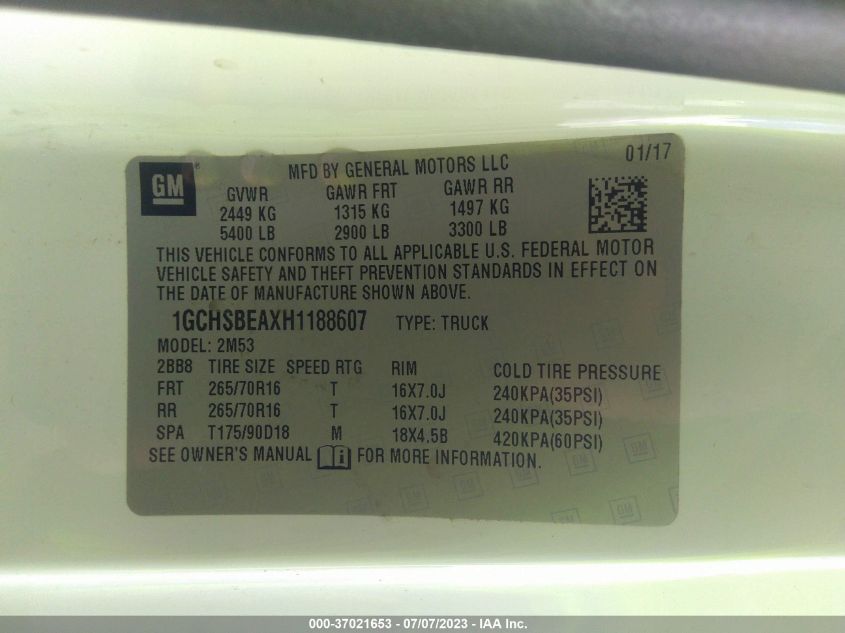 GM ® MFD BY GENERAL MOTORS LLC 01/17
GVWR GAWR FRT GAWR RR
2449 KG 1315 KG 1497 KG
5400 LB 2900 LB 3300 LB
THIS VEHICLE CONFORMS TO ALL APPLICABLE U.S. FEDERAL MOTOR
VEHICLE SAFETY AND THEFT PREVENTION STANDARDS IN EFFECT ON
THE DATE OF MANUFACTURE SHOWN ABOVE.
1GCHSBEAXH1188607 TYPE: TRUCK
MODEL: 2M53
2BB8 TIRE SIZE SPEED RTG RIM COLD TIRE PRESSURE
FRT 265/70R16 T 16X7.0J 240KPA(35PSI)
RR 265/70R16 T 16X7.0J 240KPA(35PSI)
SPA T175/90D18 M 18X4.5B 420KPA(60PSI)
SEE OWNER'S MANUAL i FOR MORE INFORMATION.
000-37021653 - 07/07/2023 - IAA Inc.